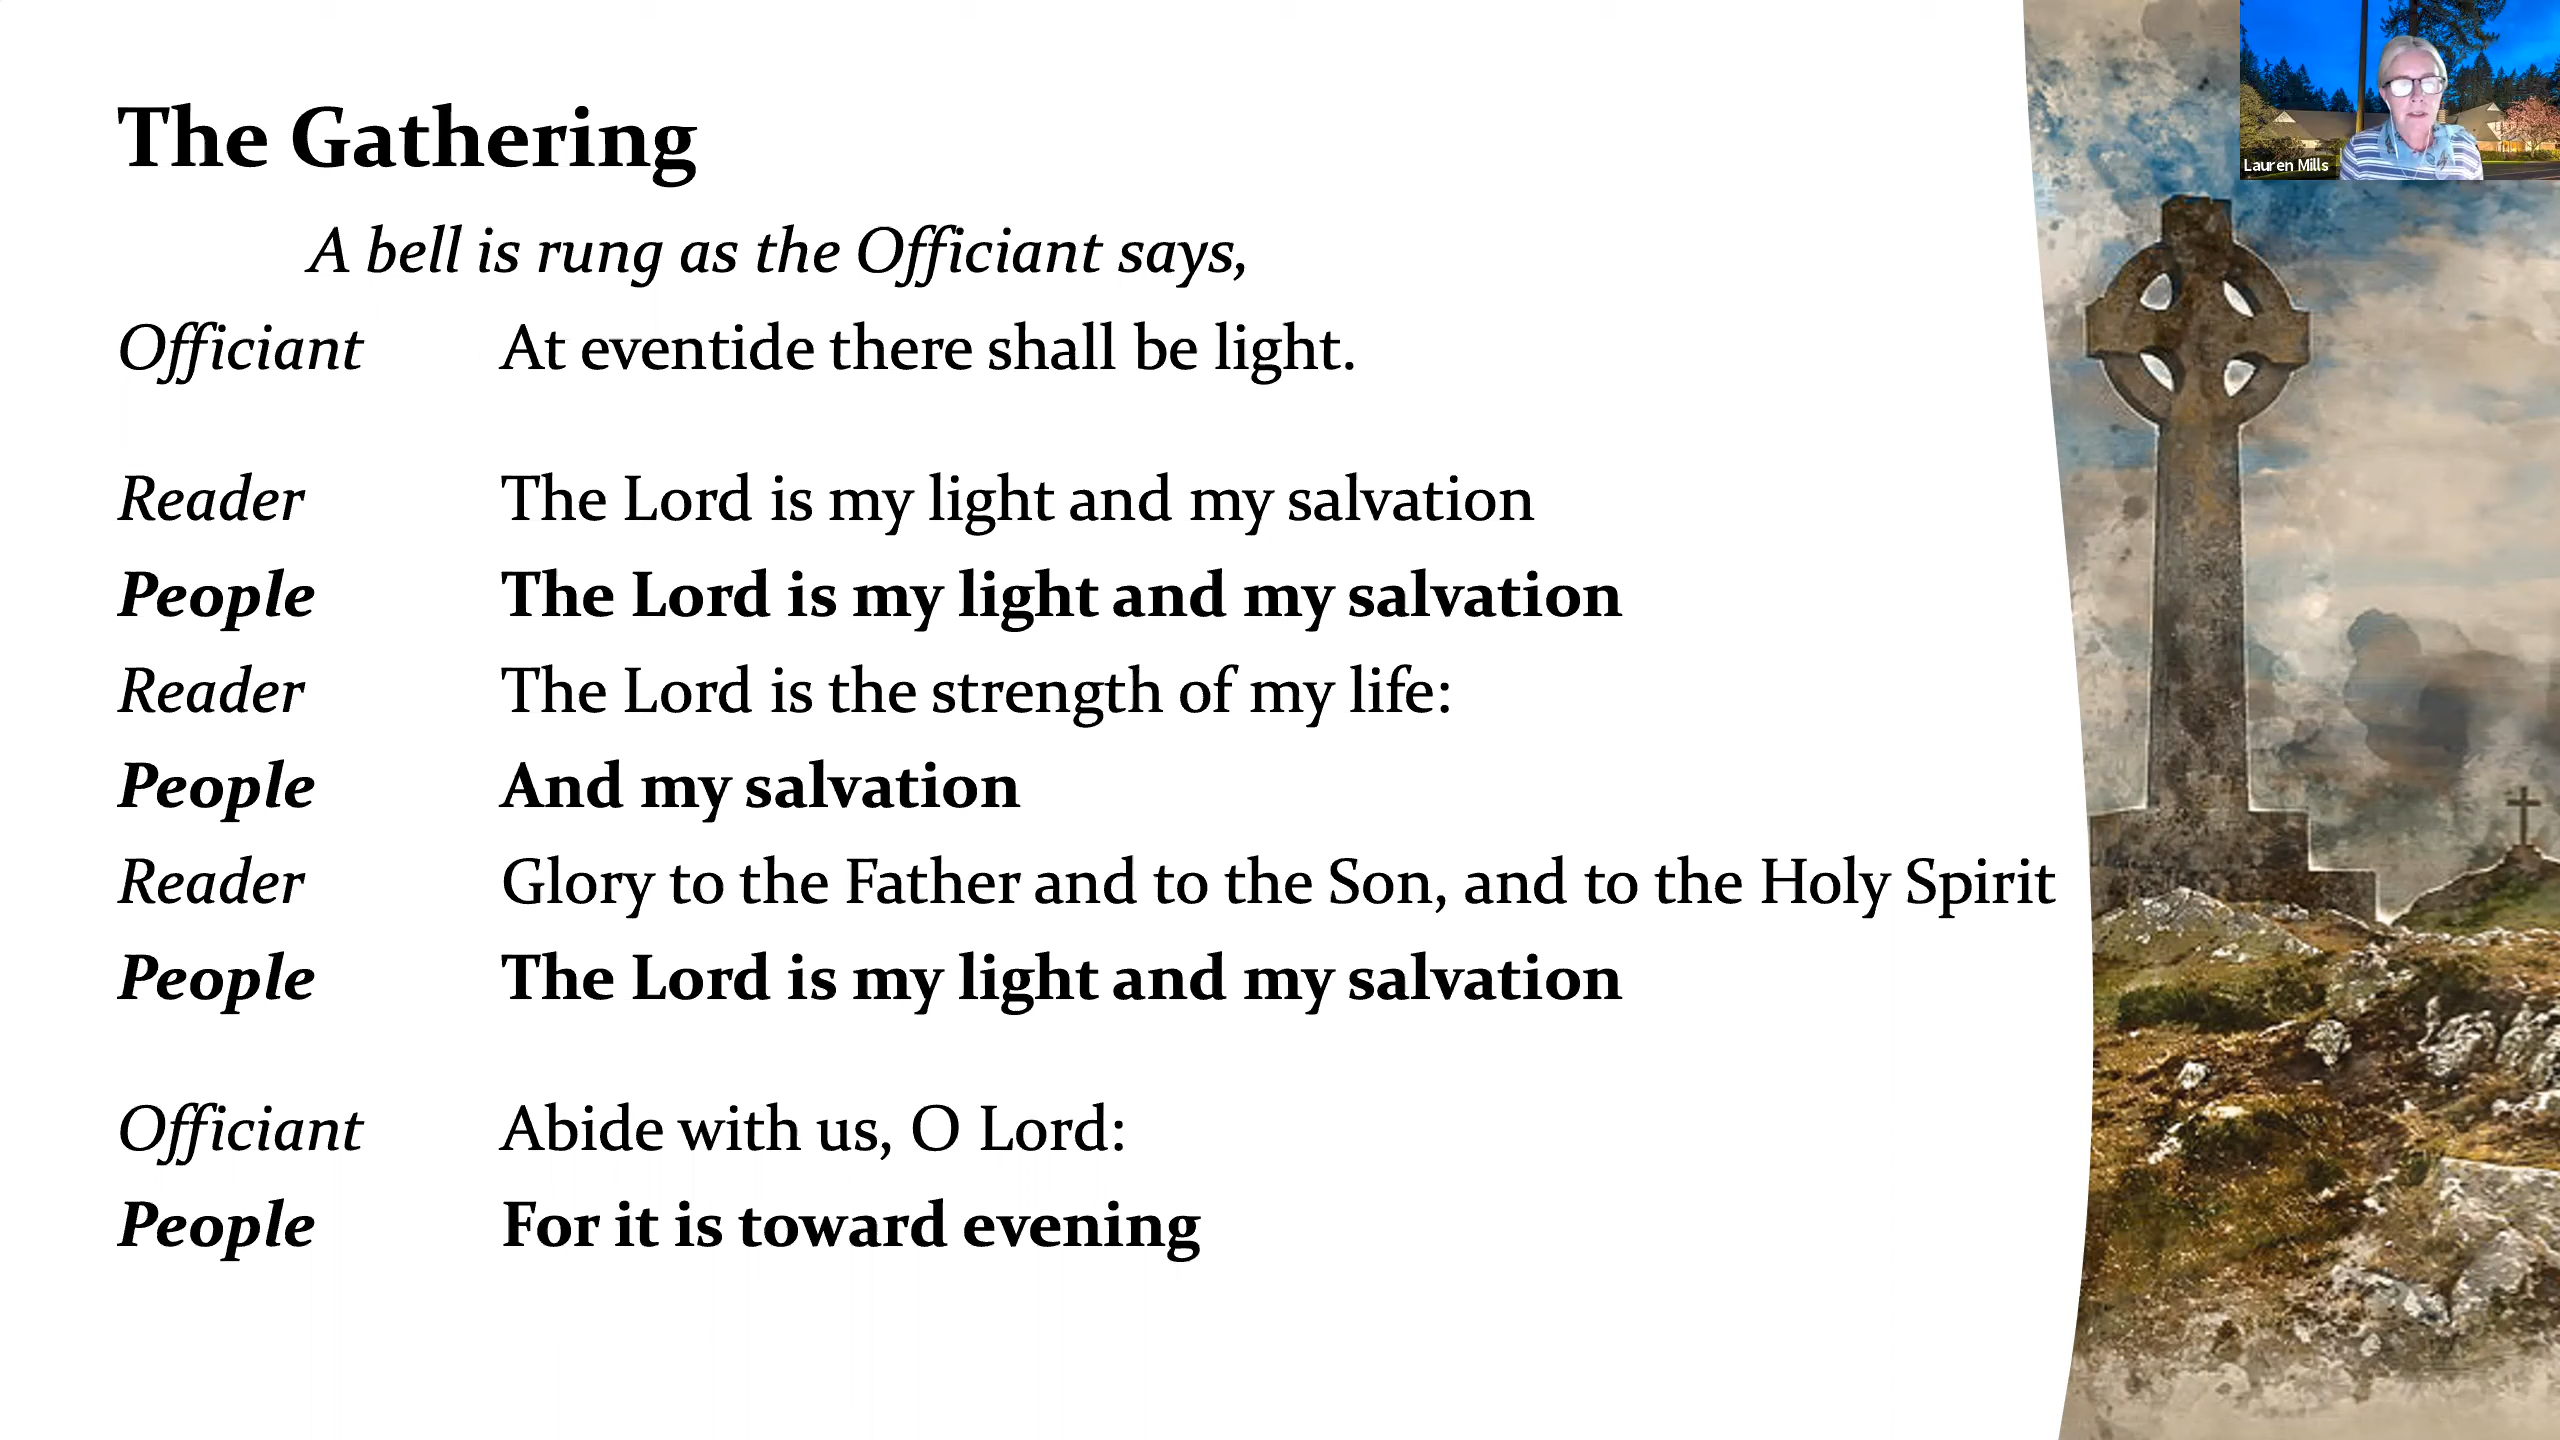 The Gathering
Lauren Mills
A bell is rung as the Officiant says,
Officiant At eventide there shall be light.
Reader The Lord is my light and my salvation
People The Lord is my light and my salvation
Reader The Lord is the strength of my life:
People And my salvation
Reader Glory to the Father and to the Son, and to the Holy Spirit
People The Lord is my light and my salvation
Officiant Abide with us, O Lord:
People For it is toward evening